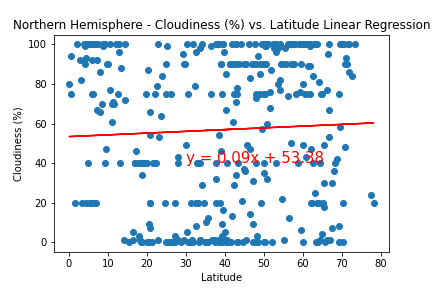 Northern Hemisphere - Cloudiness (%) vs. Latitude Linear Regression
100
80
60
40
20
0
Cloudiness (%)
y = 0.09x + 53.38
0 10 20 30 40 50 60 70 80
Latitude